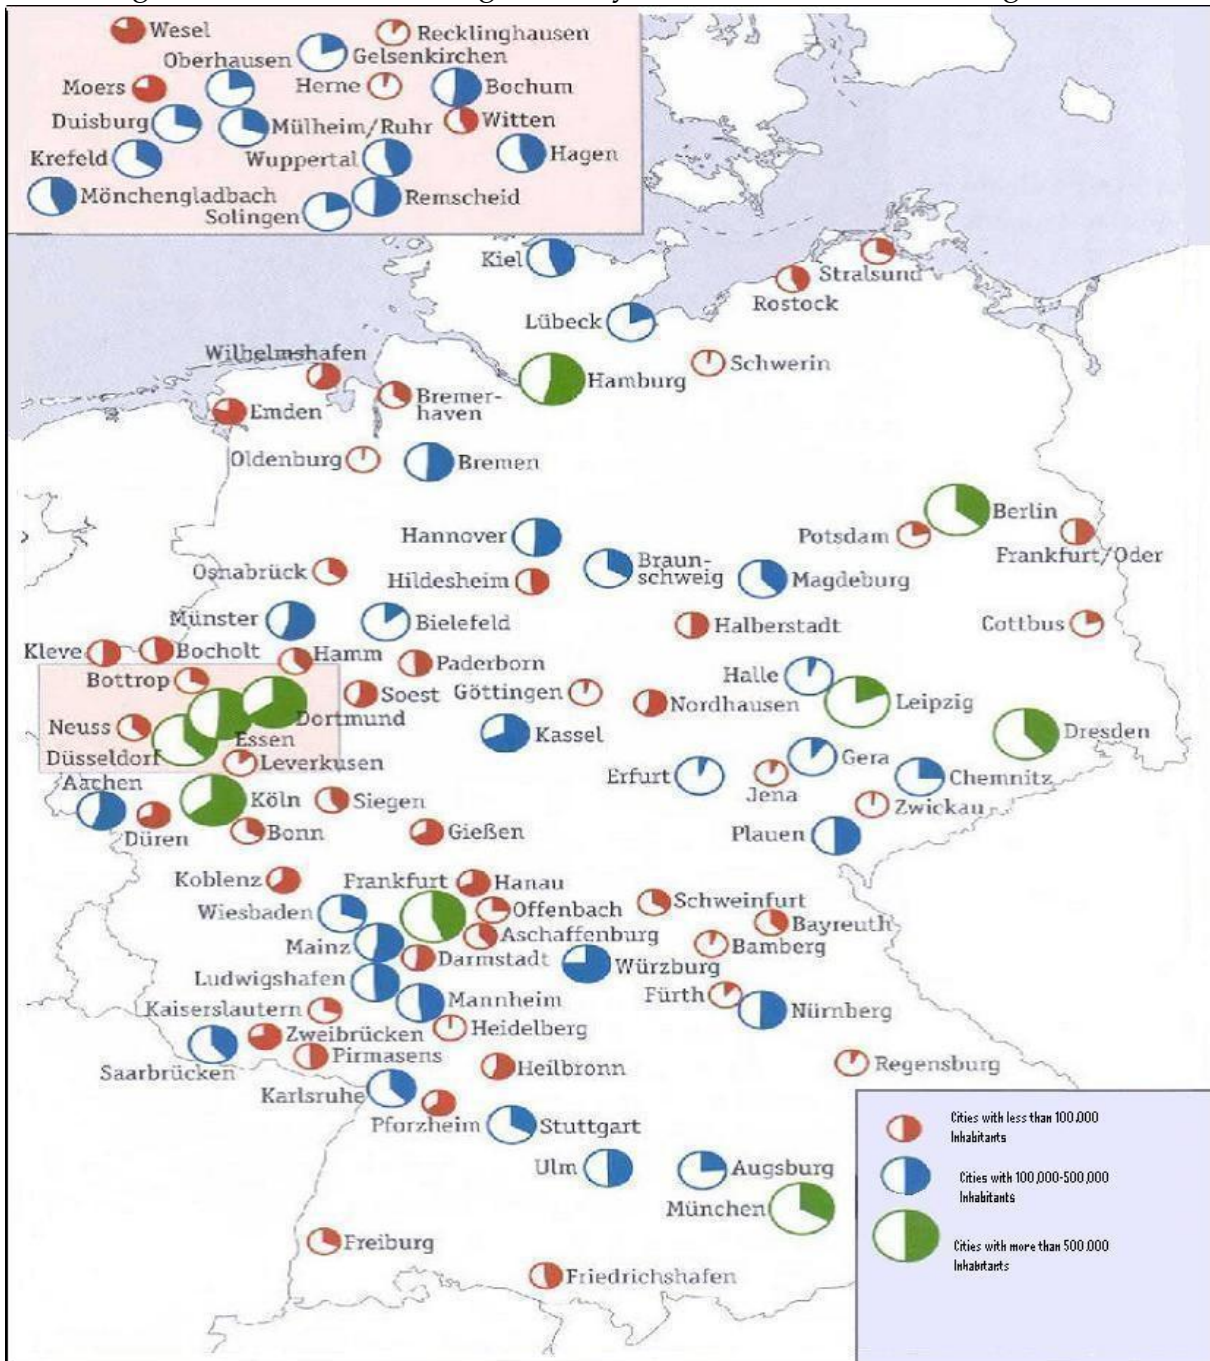 Wesel
Recklinghausen
Oberhausen
Gelsenkirchen
Moers
Herne
Bochum
Duisburg
Mülheim/Ruhr
Witten
Krefeld
Wuppertal
Hagen
Mönchengladbach
Remscheid
Solingen
Kiel
Stralsund
Rostock
Lübeck
Wilhelmshafen
Schwerin
Hamburg
Emden
Bremer-
haven
Oldenburg
Bremen
Berlin
Hannover
Potsdam
Frankfurt/Oder
Braun-
schweig
Osnabrück
Hildesheim
Magdeburg
Münster
Bielefeld
Halberstadt
Cottbus
Kleve
Bocholt
Hamm
Paderborn
Bottrop
Soest
Göttingen
Halle
Nordhausen
Leipzig
Neuss
Dortmund
Essen
Kassel
Dresden
Düsseldorf
Leverkusen
Gera
Aachen
Erfurt
Jena
Chemnitz
Köln
Siegen
Zwickau
Düren
Bonn
Gießen
Plauen
Koblenz
Frankfurt
Hanau
Wiesbaden
Offenbach
Schweinfurt
Bayreuth
Mainz
Aschaffenburg
Bamberg
Darmstadt
Würzburg
Ludwigshafen
Fürth
Kaiserslautern
Mannheim
Nürnberg
Heidelberg
Zweibrücken
Pirmasens
Saarbrücken
Heilbronn
Regensburg
Karlsruhe
Pforzheim
Stuttgart
Ulm
Augsburg
München
Freiburg
Friedrichshafen
Cities with less than 100.000
Inhabitants
Cities with 100,000-500,000
Inhabitants
Cities with more than 500.000
Inhabitants